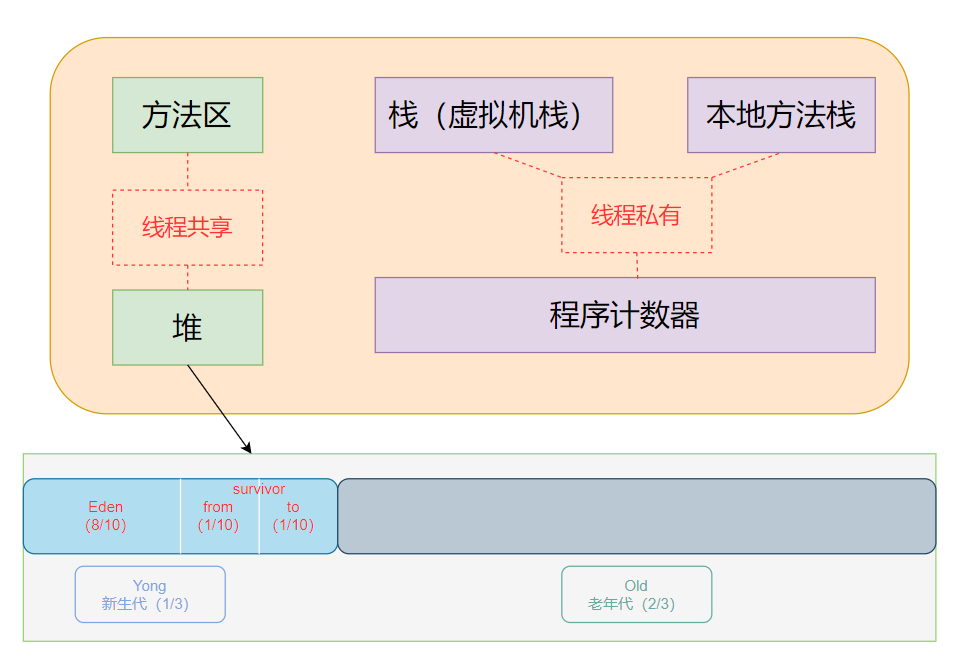 方法区
栈（虚拟机栈）
本地方法栈
线程共享
线程私有
堆
程序计数器
survivor
Eden
(8/10)
from
(1/10)
to
(1/10)
Yong
新生代（1/3）
Old
老年代（2/3）